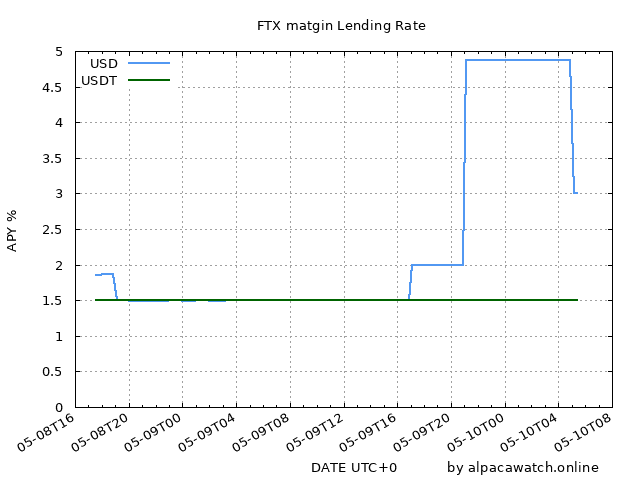 FTX matgin Lending Rate
5
4.5
4
3.5
3
2.5
2
1.5
1
0.5
0
APY %
USD
USDT
05-08T16
05-08T20
05-09T00
05-09T04
05-09T08
05-09T12
05-09T16
05-09T20
05-10T00
05-10T04
05-10T08
DATE UTC+0
by alpacawatch.online